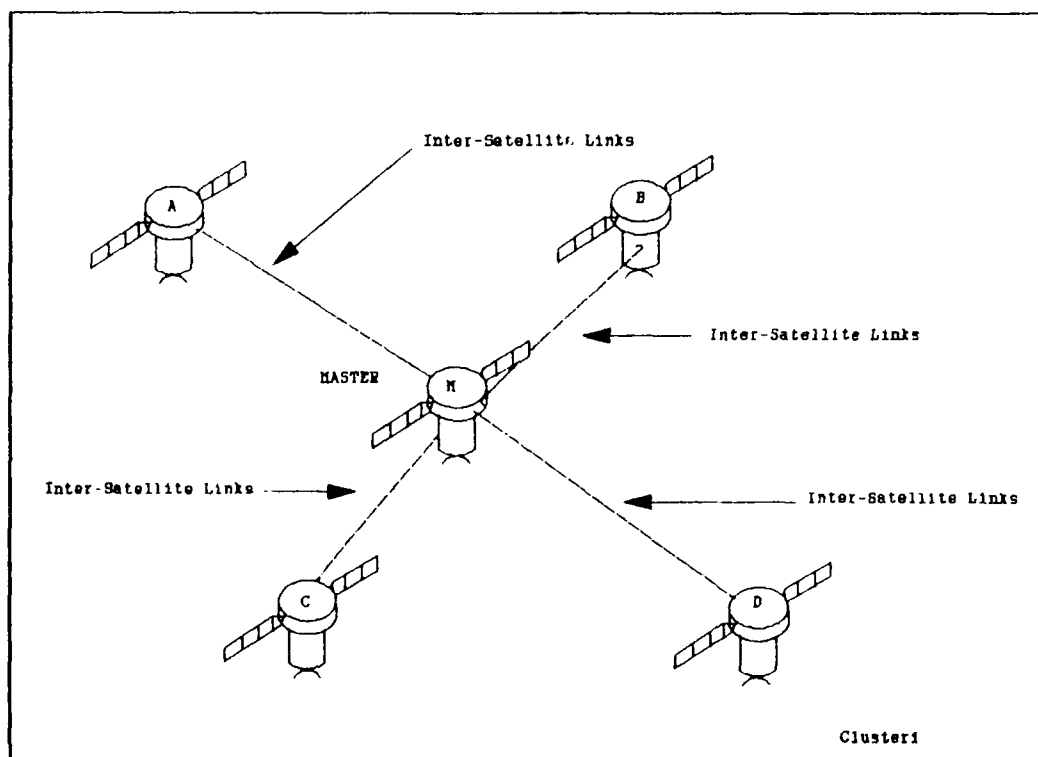 Inter-Satellite Links
A
B
Inter-Satellite Links
MASTER
M
Inter-Satellite Links
Inter-Satellite Links
C
D
Cluster1